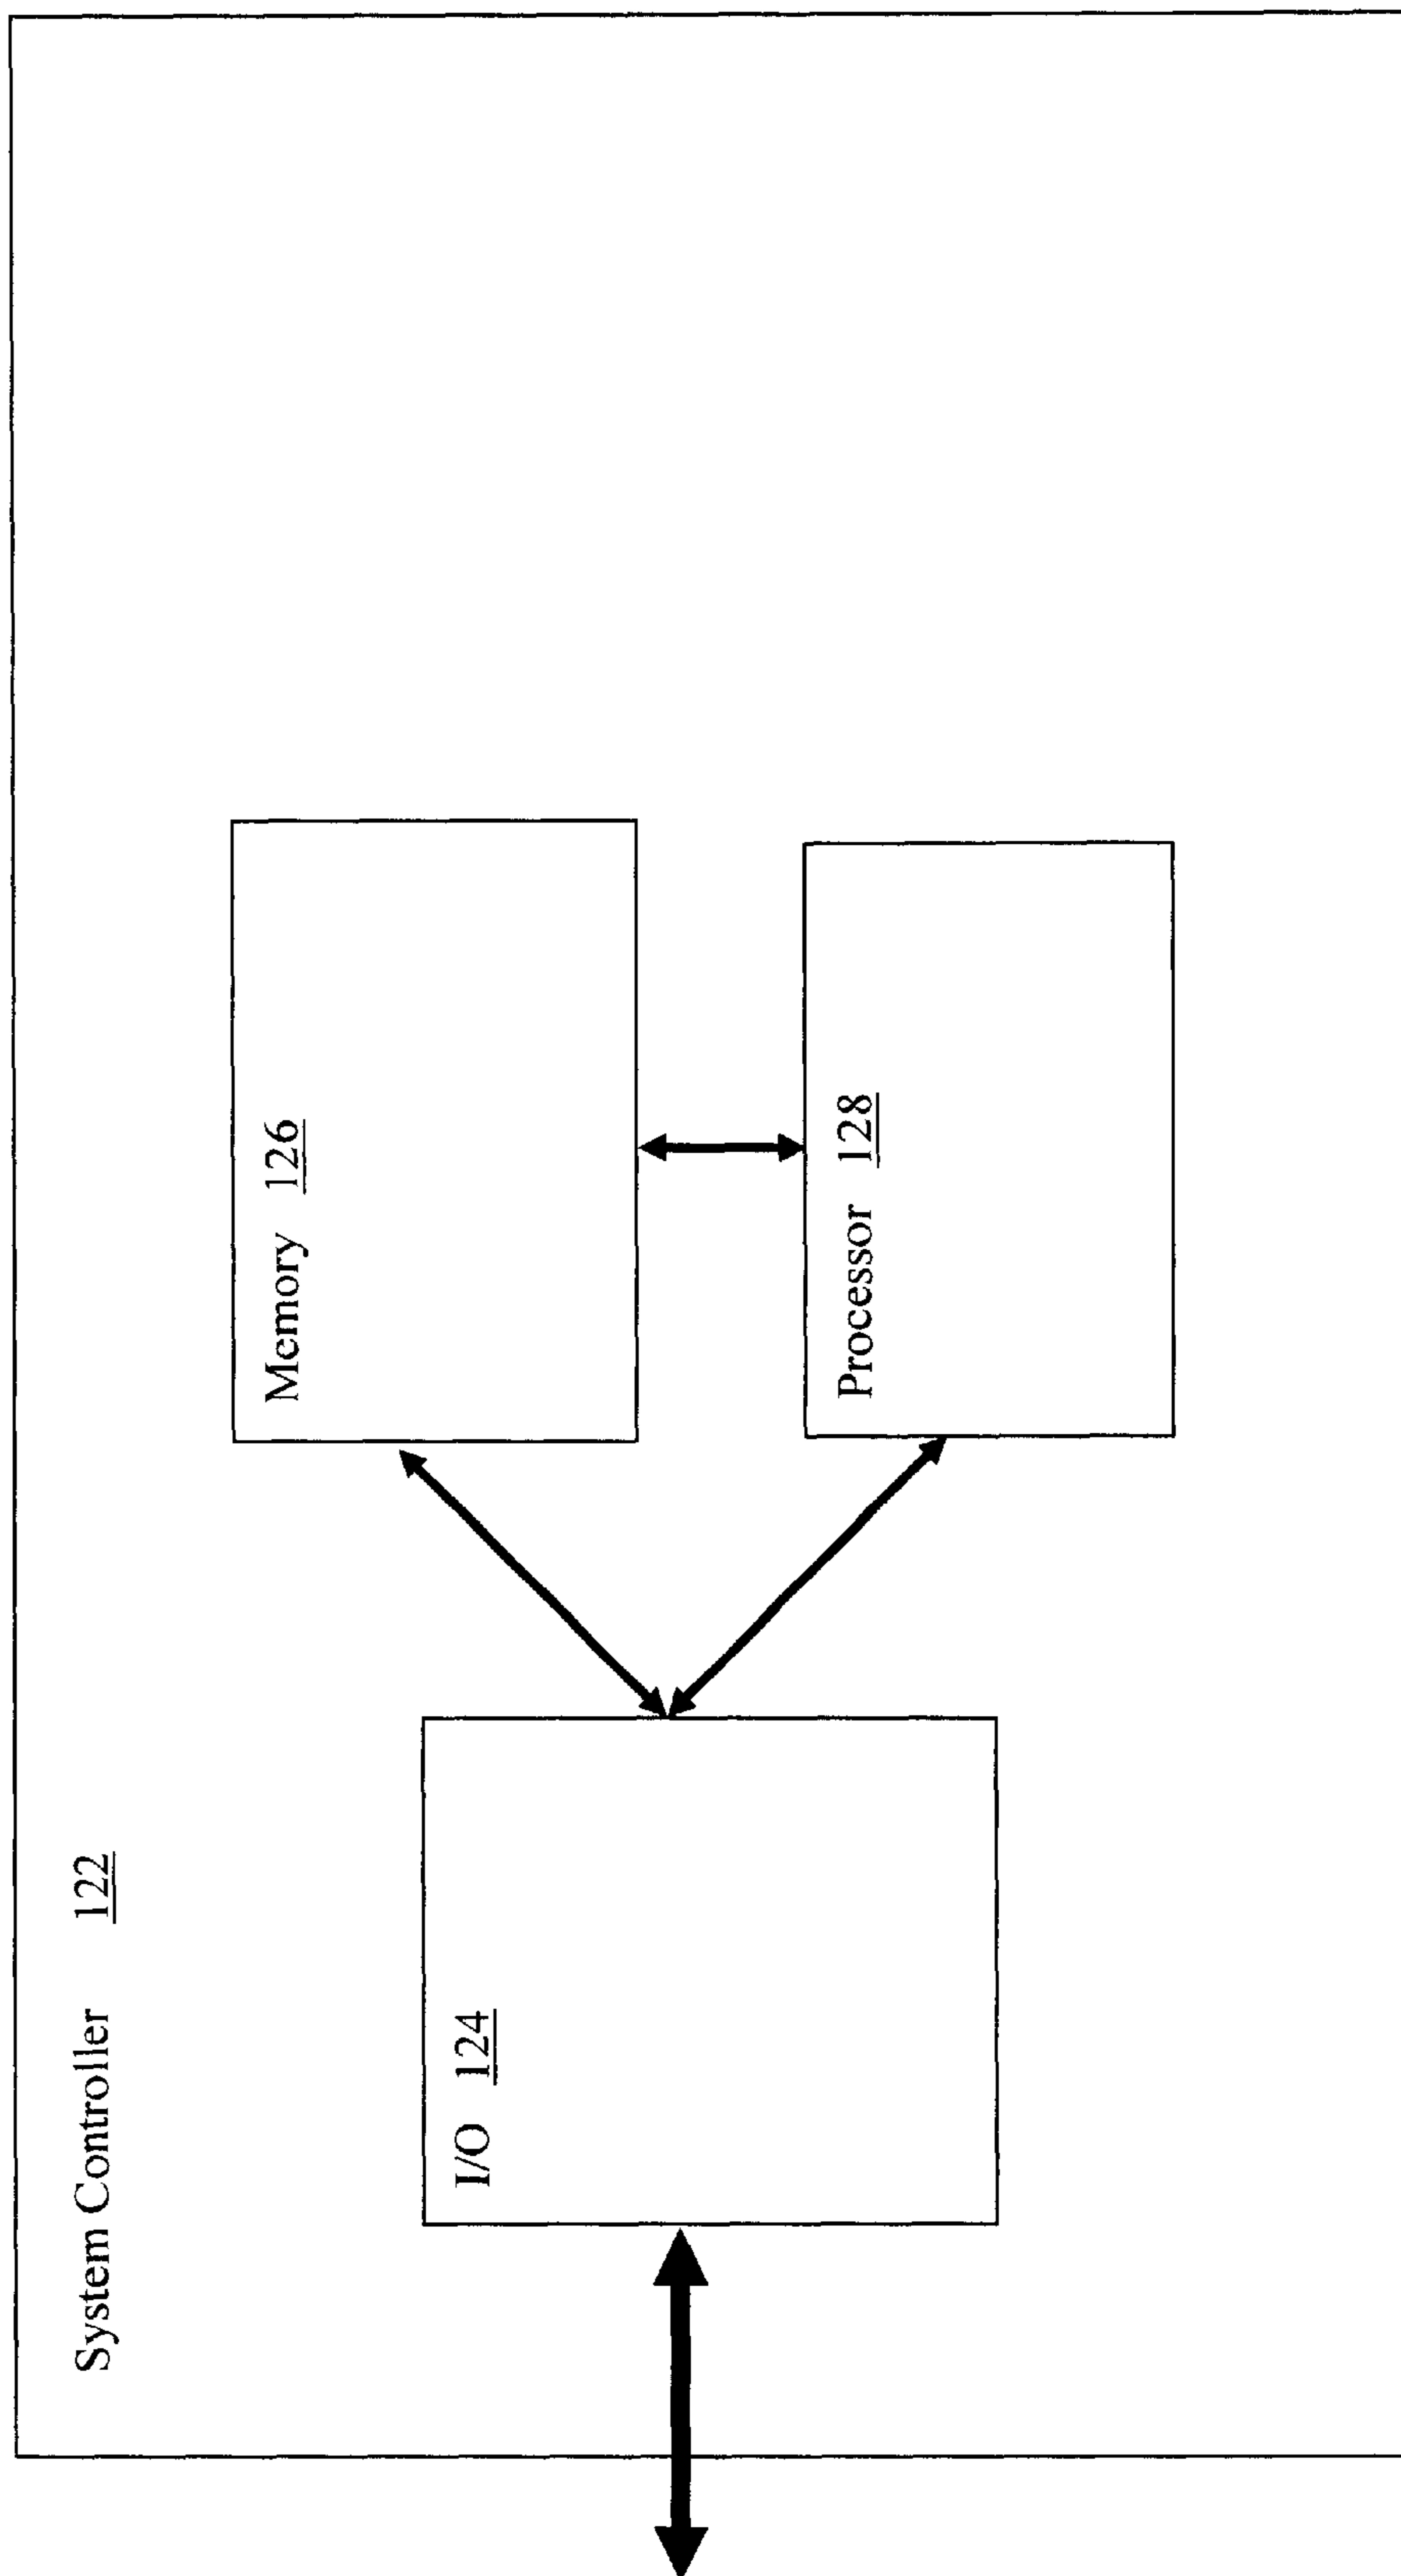 System Controller 122
I/O 124
Memory 126
Processor 128